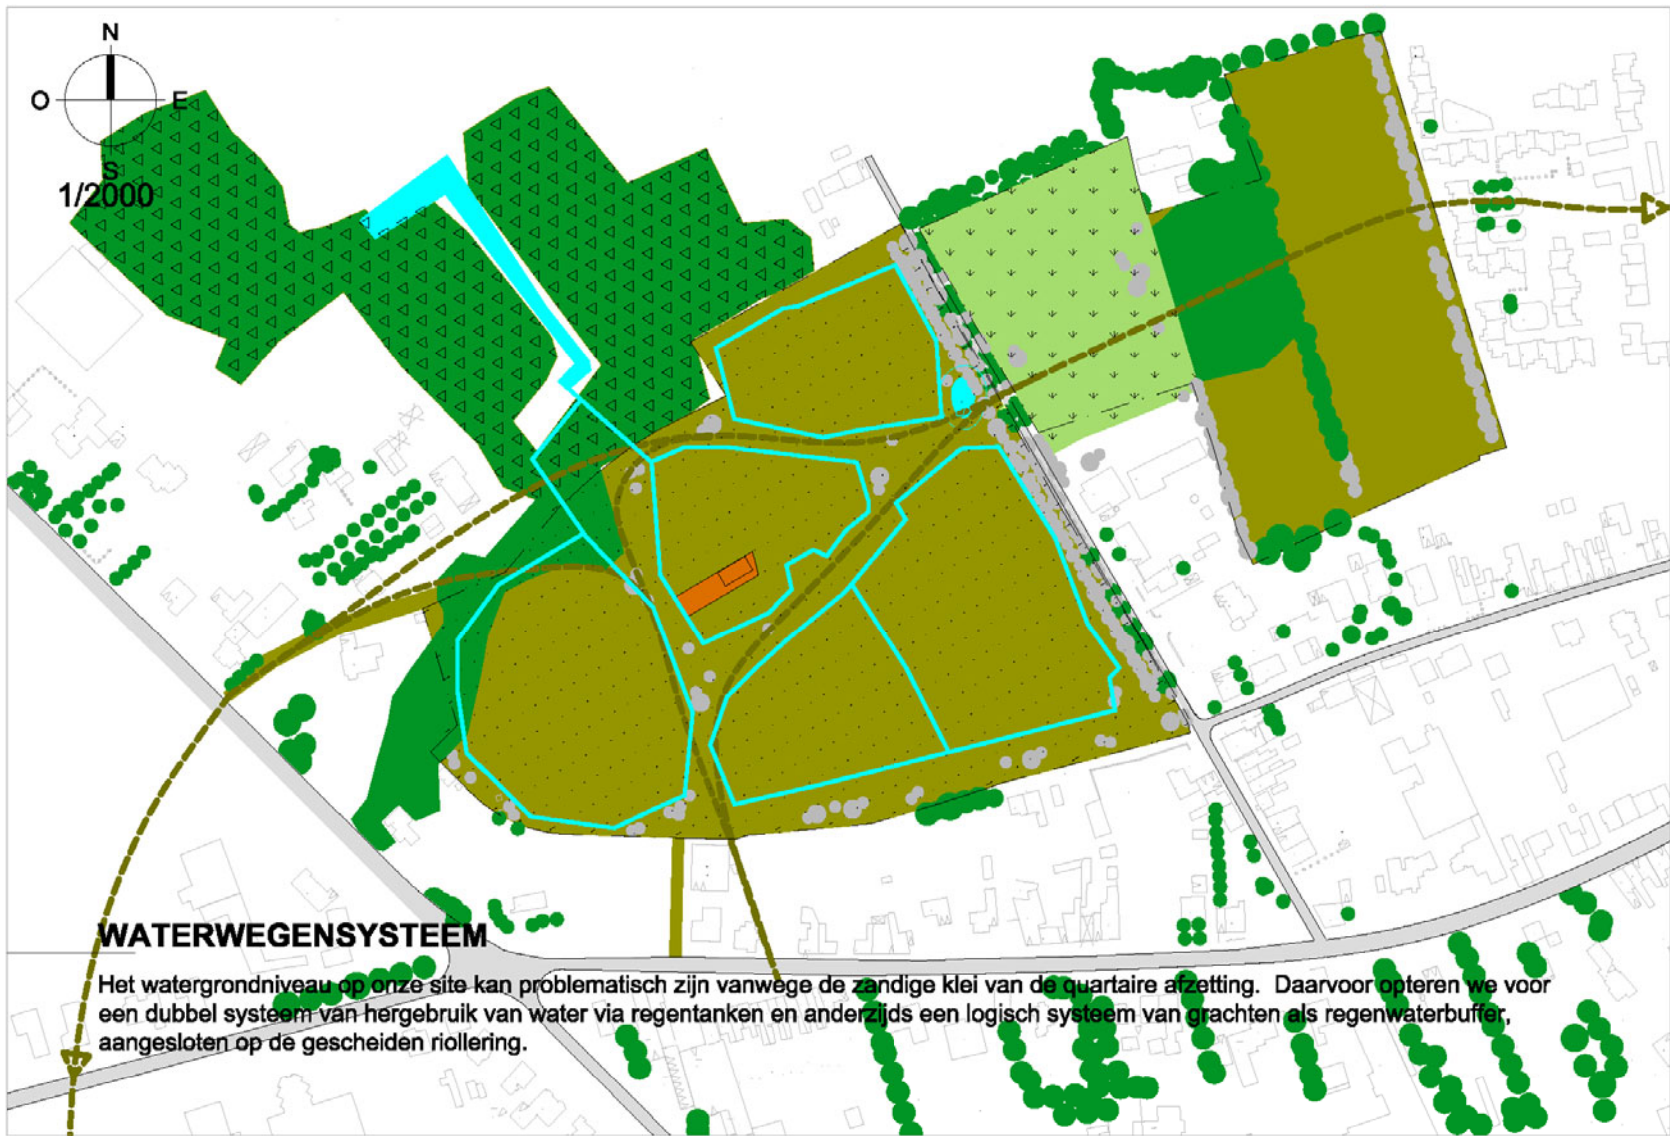 N
O E
S
1/2000
WATERWEGENSYSTEEM
Het watergrondniveau op onze site kan problematisch zijn vanwege de zandige klei van de quartaire afzetting. Daarvoor opteren we voor
een dubbel systeem van hergebruik van water via regentanken en anderzijds een logisch systeem van grachten als regenwaterbuffer,
aangesloten op de gescheiden riollering.